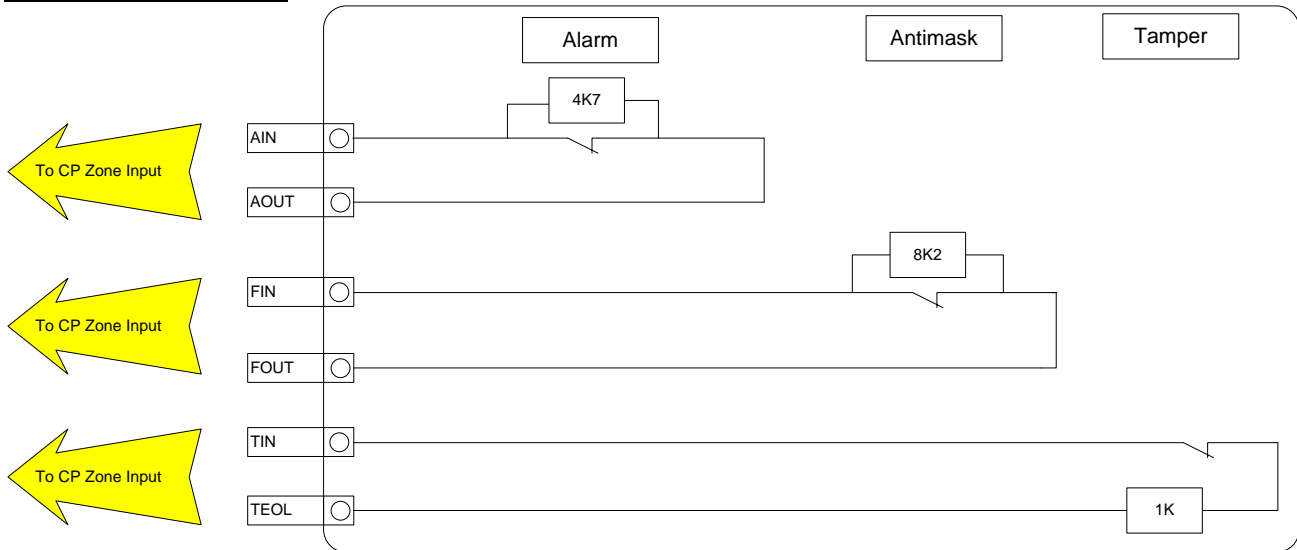 Alarm
Antimask
Tamper
4K7
AIN
To CP Zone Input
AOUT
8K2
FIN
To CP Zone Input
FOUT
TIN
To CP Zone Input
TEOL
1K